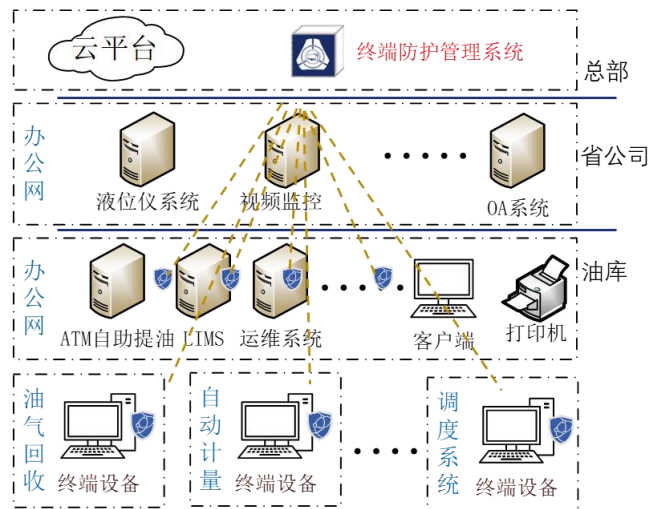 云平台
终端防护管理系统
总部
办公网
液位仪系统
视频监控
OA系统
省公司
办公网
ATM自助提油
LIMS
运维系统
客户端
打印机
油库
油气回收
终端设备
自动计量
终端设备
调度系统
终端设备